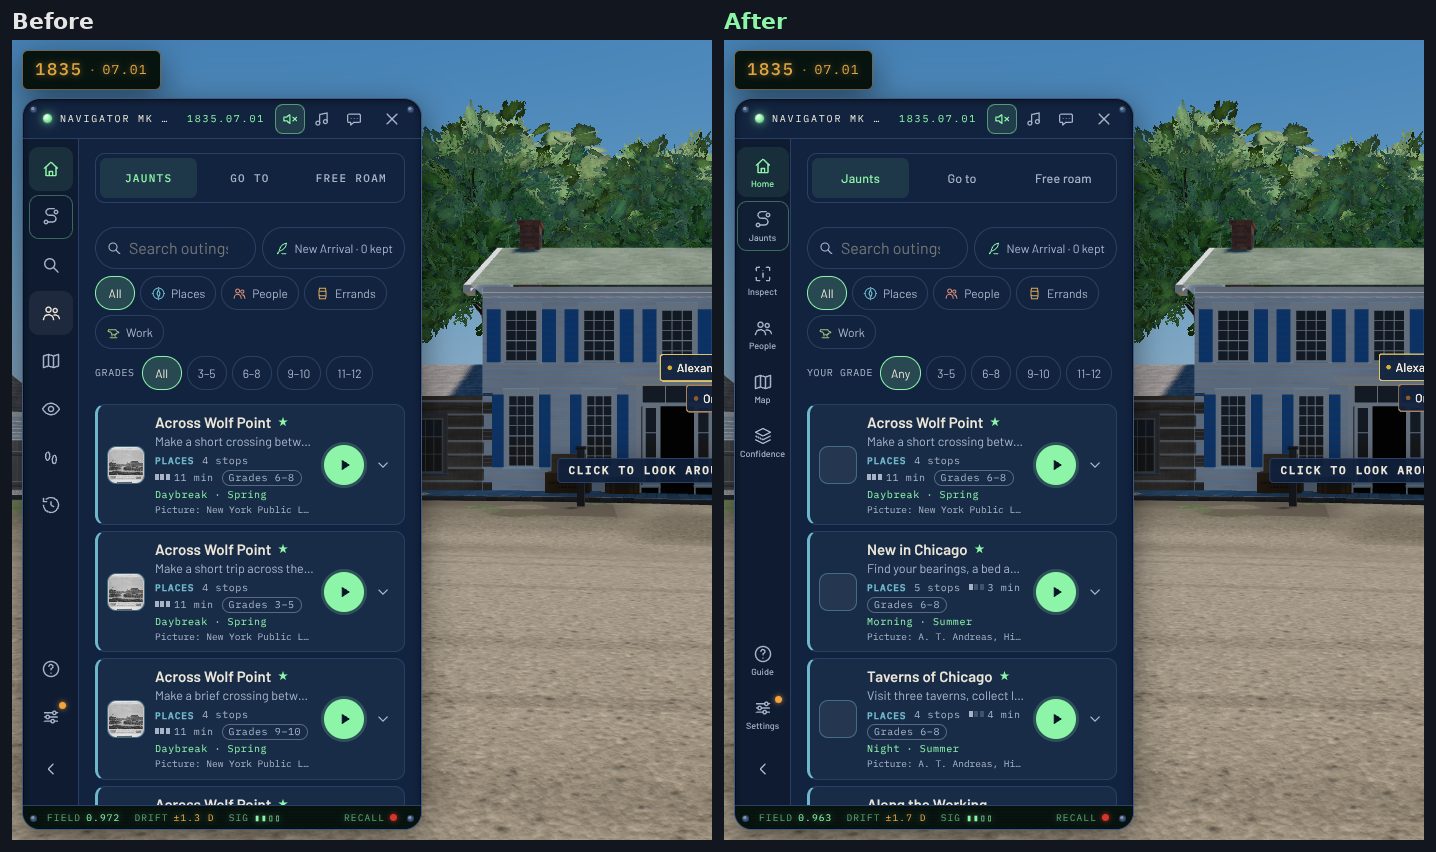 Before
1835 · 07.01
NAVIGATOR MK … 1835.07.01
JAUNTS GO TO FREE ROAM
Search outings New Arrival · 0 kept
All Places People Errands
Work
GRADES All 3–5 6–8 9–10 11–12
Across Wolf Point ★
Make a short crossing betw…
PLACES 4 stops
11 min Grades 6–8
Daybreak · Spring
Picture: New York Public L…
Across Wolf Point ★
Make a short trip across the…
PLACES 4 stops
11 min Grades 3–5
Daybreak · Spring
Picture: New York Public L…
Across Wolf Point ★
Make a brief crossing betw…
PLACES 4 stops
11 min Grades 9–10
Daybreak · Spring
Picture: New York Public L…
Across Wolf Point ★
FIELD 0.972 DRIFT ±1.3 D SIG RECALL
Alexan
Or
CLICK TO LOOK AROU
After
1835 · 07.01
NAVIGATOR MK … 1835.07.01
Home
Jaunts
Inspect
People
Map
Confidence
Guide
Settings
Jaunts Go to Free roam
Search outings New Arrival · 0 kept
All Places People Errands
Work
YOUR GRADE Any 3–5 6–8 9–10 11–12
Across Wolf Point ★
Make a short crossing betw…
PLACES 4 stops
11 min Grades 6–8
Daybreak · Spring
Picture: New York Public L…
New in Chicago ★
Find your bearings, a bed a…
PLACES 5 stops 3 min
Grades 6–8
Morning · Summer
Picture: A. T. Andreas, Hi…
Taverns of Chicago ★
Visit three taverns, collect l…
PLACES 4 stops 4 min
Grades 6–8
Night · Summer
Picture: A. T. Andreas, Hi…
Along the Working
FIELD 0.963 DRIFT ±1.7 D SIG RECALL
Alexa
Or
CLICK TO LOOK AROU